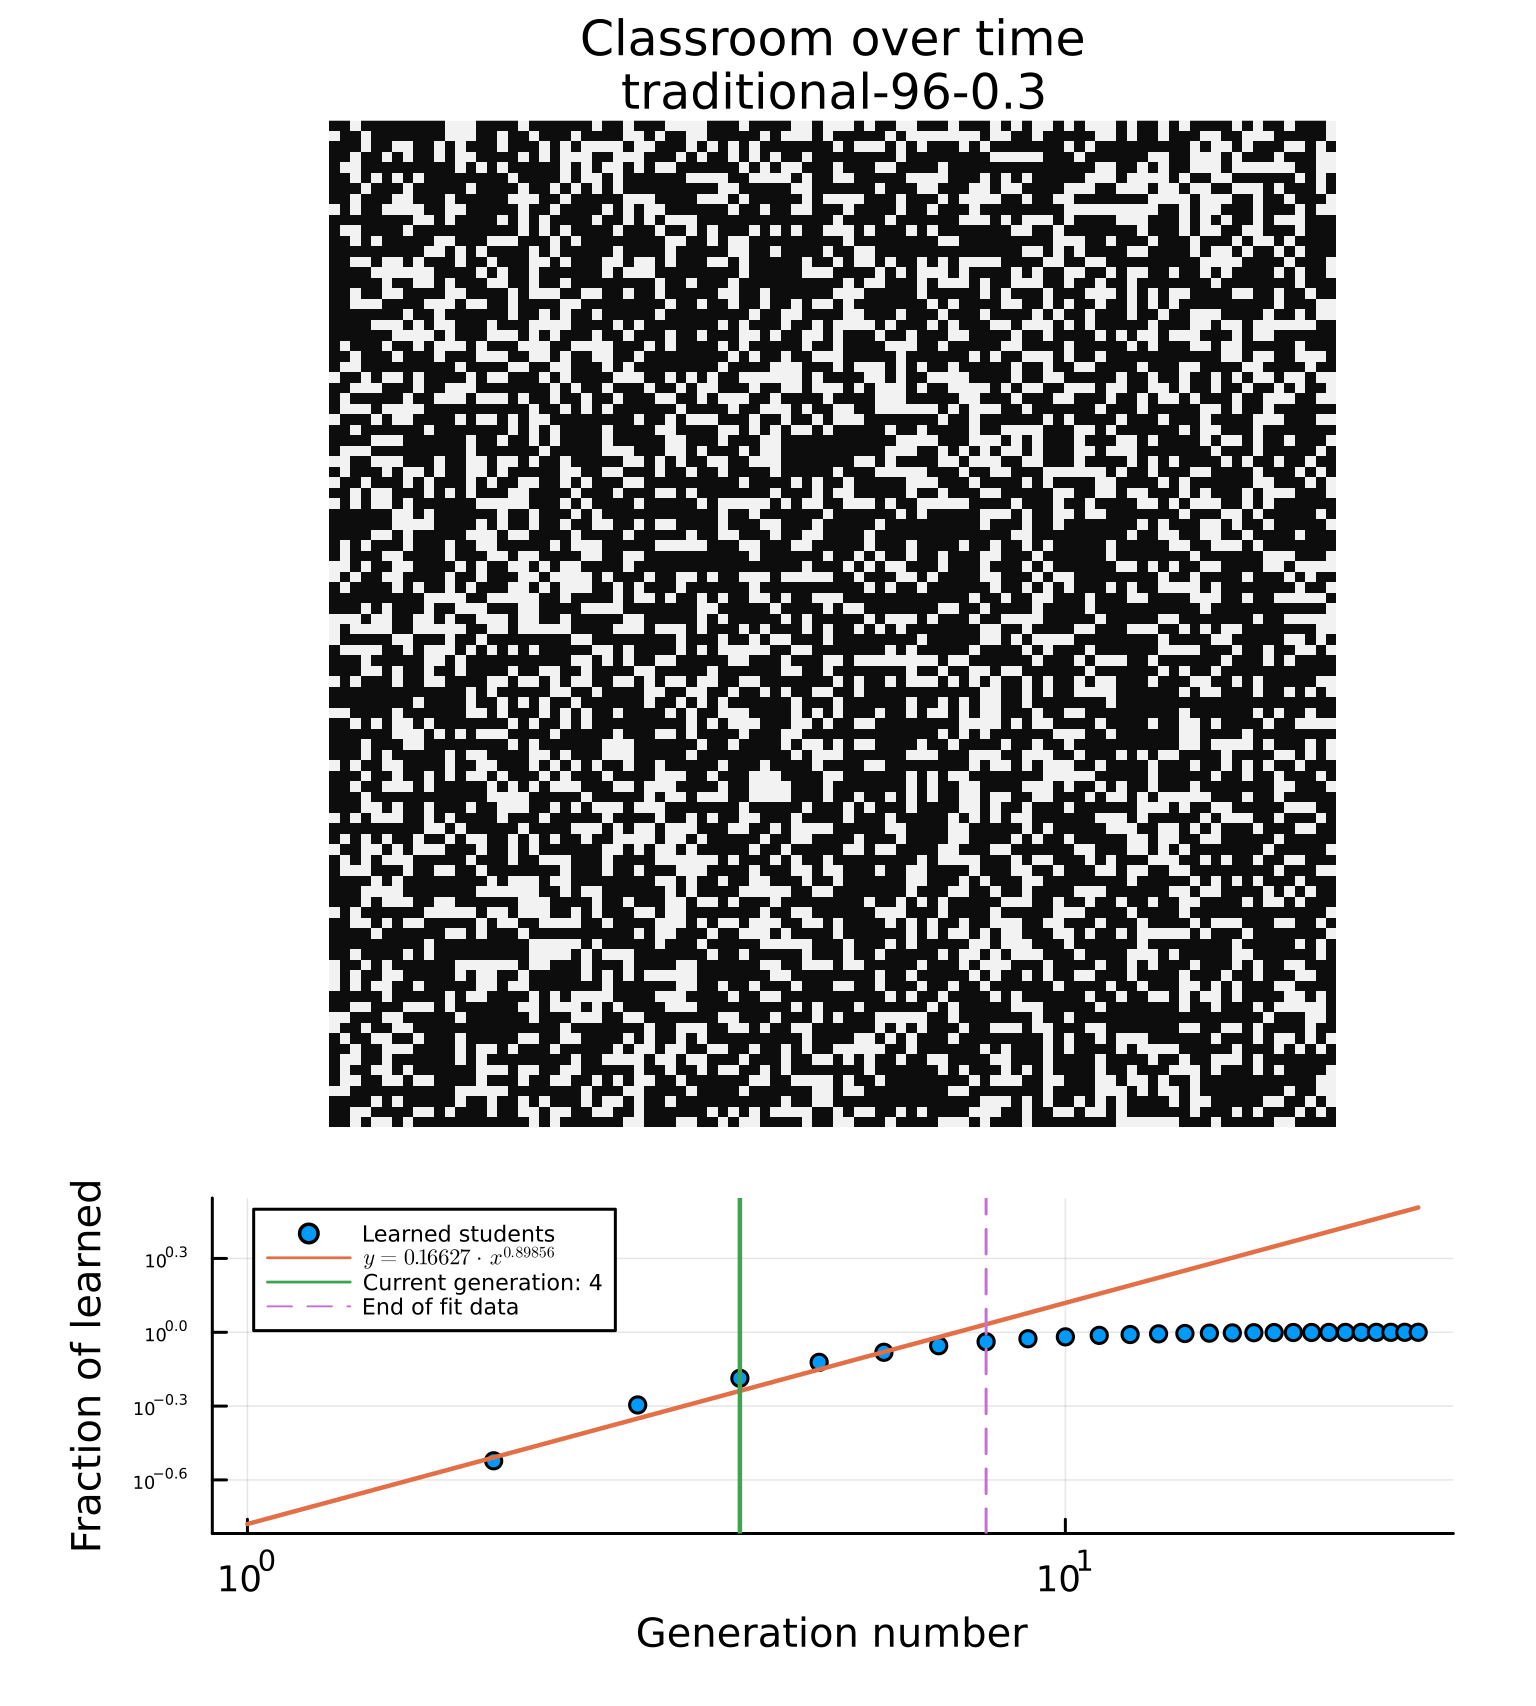 Classroom over time
traditional-96-0.3
Fraction of learned
10^0.3
10^0.0
10^−0.3
10^−0.6
Learned students
y = 0.16627 · x^0.89856
Current generation: 4
End of fit data
10^0
10^1
Generation number